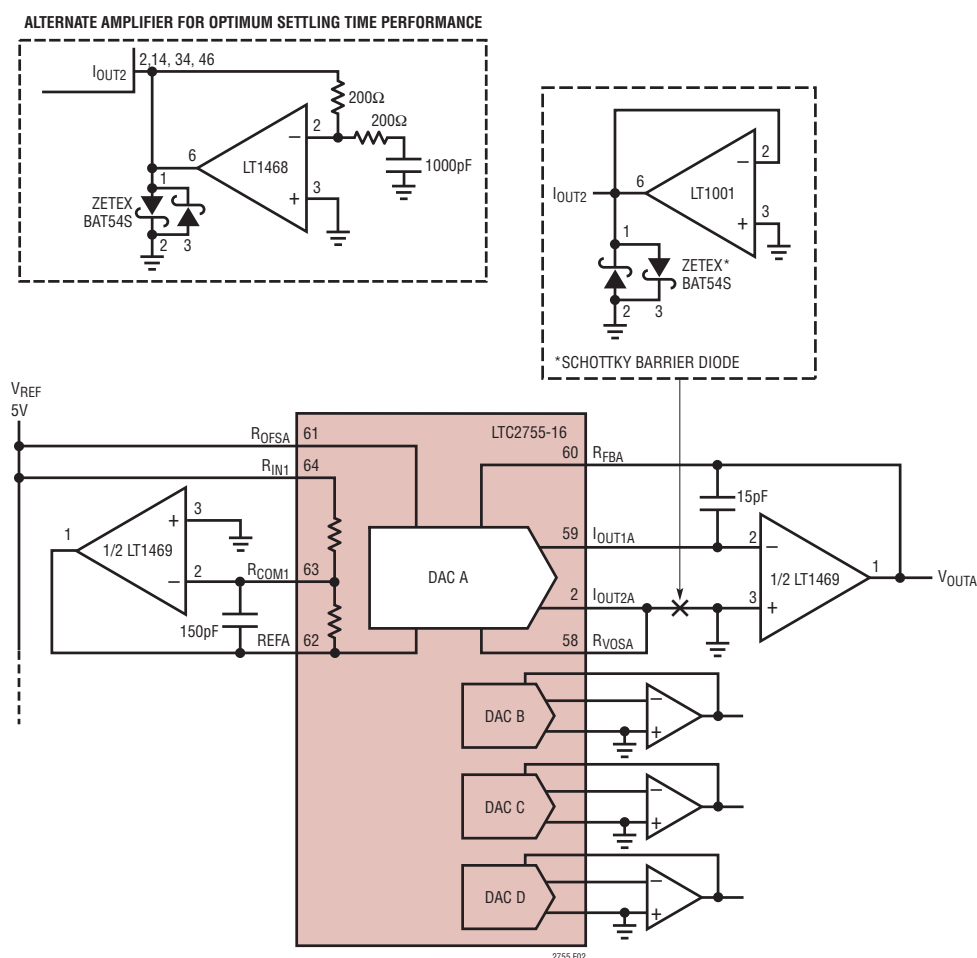 ALTERNATE AMPLIFIER FOR OPTIMUM SETTLING TIME PERFORMANCE
IOUT2
2,14, 34, 46
200Ω
200Ω
2
–
6
LT1468
1000pF
1
3
+
ZETEX
BAT54S
2 3
2
–
6
IOUT2
LT1001
3
+
1
ZETEX*
BAT54S
2 3
*SCHOTTKY BARRIER DIODE
VREF
5V
ROFSA 61
LTC2755-16
60 RFBA
RIN1 64
15pF
3
+
1
1/2 LT1469
59 IOUT1A
2
–
DAC A
1/2 LT1469
1
VOUTA
–
2
RCOM1 63
2 IOUT2A
3
+
150pF
REFA 62
58 RVOSA
DAC B
–
+
DAC C
–
+
DAC D
–
+
2755 F02